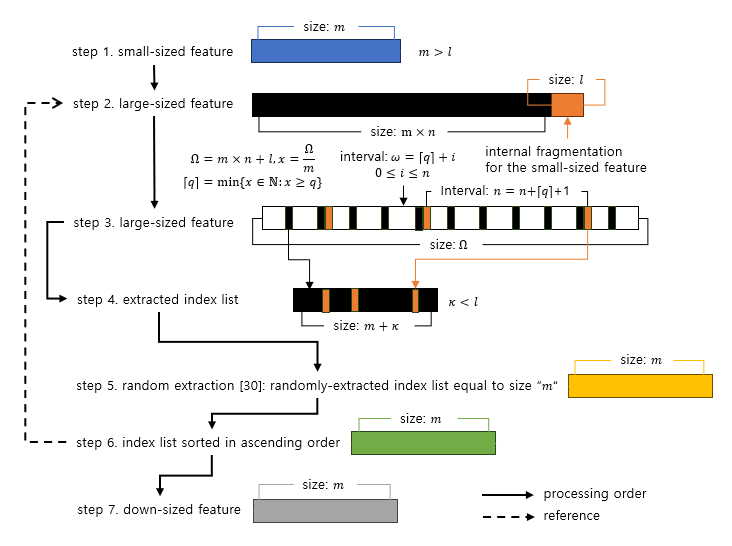 size: m
step 1. small-sized feature
m > l
size: l
step 2. large-sized feature
size: m × n
Ω = m × n + l, x = Ω/m
⌈q⌉ = min{x ∈ ℕ: x ≥ q}
interval: ω = ⌈q⌉ + i
0 ≤ i ≤ n
internal fragmentation
for the small-sized feature
Interval: n = n+⌈q⌉+1
step 3. large-sized feature
size: Ω
step 4. extracted index list
κ < l
size: m + κ
size: m
step 5. random extraction [30]: randomly-extracted index list equal to size “m“
size: m
step 6. index list sorted in ascending order
size: m
step 7. down-sized feature
processing order
reference